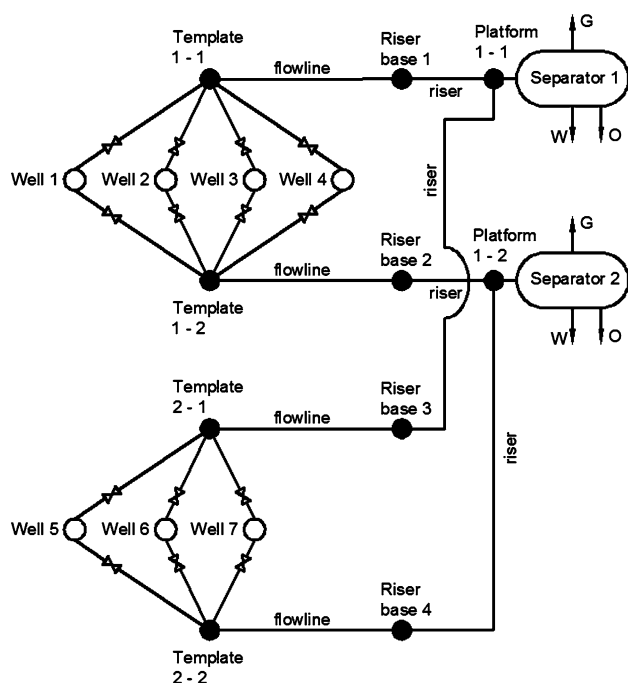 Template
1 - 1
flowline
Riser
base 1
riser
Platform
1 - 1
G
Separator 1
W
O
Well 1
Well 2
Well 3
Well 4
riser
Template
1 - 2
flowline
Riser
base 2
riser
Platform
1 - 2
G
Separator 2
W
O
Template
2 - 1
flowline
Riser
base 3
riser
Well 5
Well 6
Well 7
Template
2 - 2
flowline
Riser
base 4